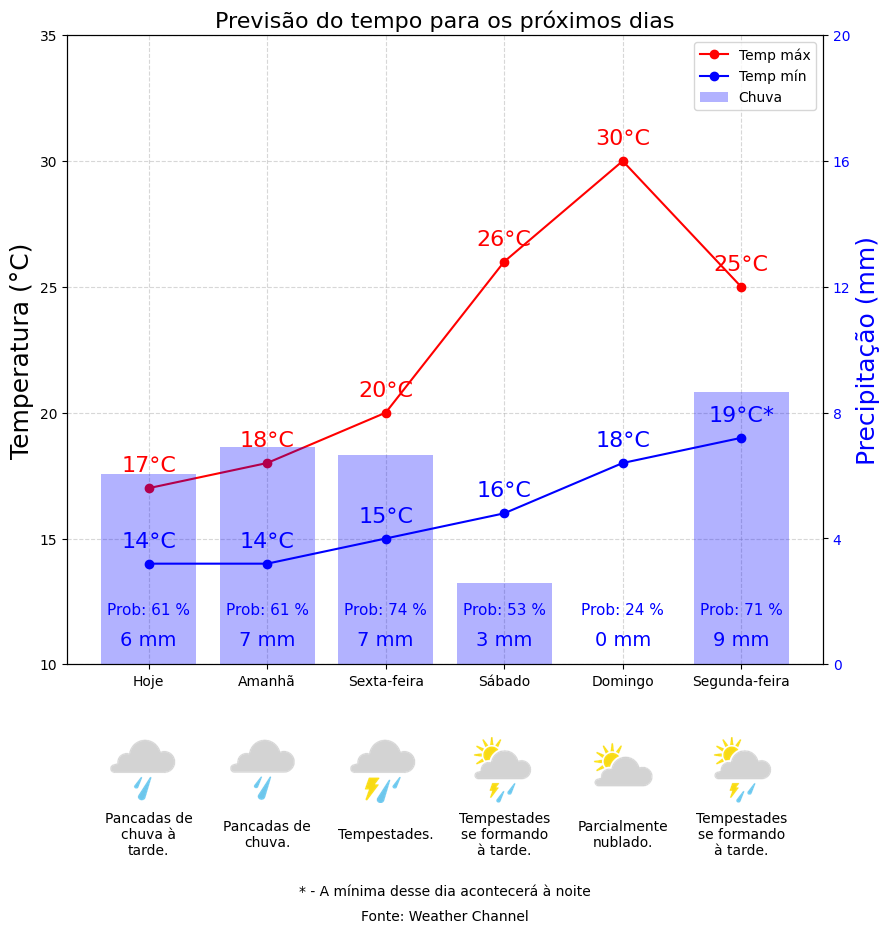 Previsão do tempo para os próximos dias
Temperatura (°C)
35
30
25
20
15
10
Precipitação (mm)
20
16
12
8
4
0
Temp máx
Temp mín
Chuva
17°C
18°C
20°C
26°C
30°C
25°C
14°C
14°C
15°C
16°C
18°C
19°C*
Prob: 61 %
Prob: 61 %
Prob: 74 %
Prob: 53 %
Prob: 24 %
Prob: 71 %
6 mm
7 mm
7 mm
3 mm
0 mm
9 mm
Hoje
Amanhã
Sexta-feira
Sábado
Domingo
Segunda-feira
Pancadas de
chuva à
tarde.
Pancadas de
chuva.
Tempestades.
Tempestades
se formando
à tarde.
Parcialmente
nublado.
Tempestades
se formando
à tarde.
* - A mínima desse dia acontecerá à noite
Fonte: Weather Channel